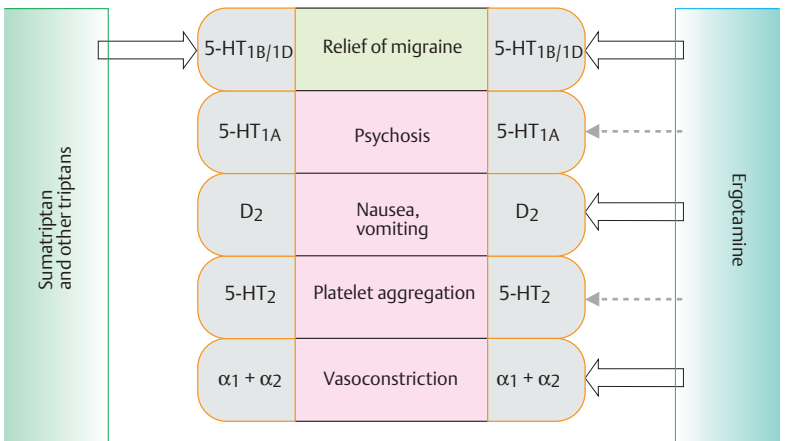 Sumatriptan
and other triptans
5-HT1B/1D
Relief of migraine
5-HT1B/1D
5-HT1A
Psychosis
5-HT1A
D2
Nausea,
vomiting
D2
5-HT2
Platelet aggregation
5-HT2
α1 + α2
Vasoconstriction
α1 + α2
Ergotamine